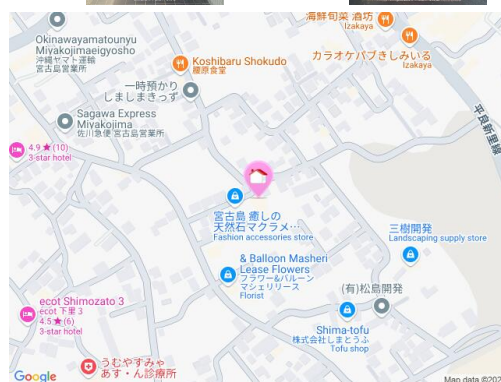 海鮮旬菜 酒坊
Izakaya
Okinawayamatounyu
Miyakojimaeigyosho
沖縄ヤマト運輸
宮古島営業所
カラオケパブきしみいる
Izakaya
Koshibaru Shokudo
腰原食堂
一時預かり
しましまきっず
Sagawa Express
Miyakojima
佐川急便 宮古島営業所
平良新里線
4.9 ★ (10)
3-star hotel
宮古島 癒しの
天然石マクラメ…
Fashion accessories store
三樹開発
Landscaping supply store
& Balloon Masheri
Lease Flowers
フラワー&バルーン
マシェリリース
Florist
(有)松島開発
ecot Shimozato 3
ecot 下里 3
4.5 ★ (6)
3-star hotel
Shima-tofu
株式会社しまとうふ
Tofu shop
うむやすみゃ
あす・ん診療所
Google
Map data ©202